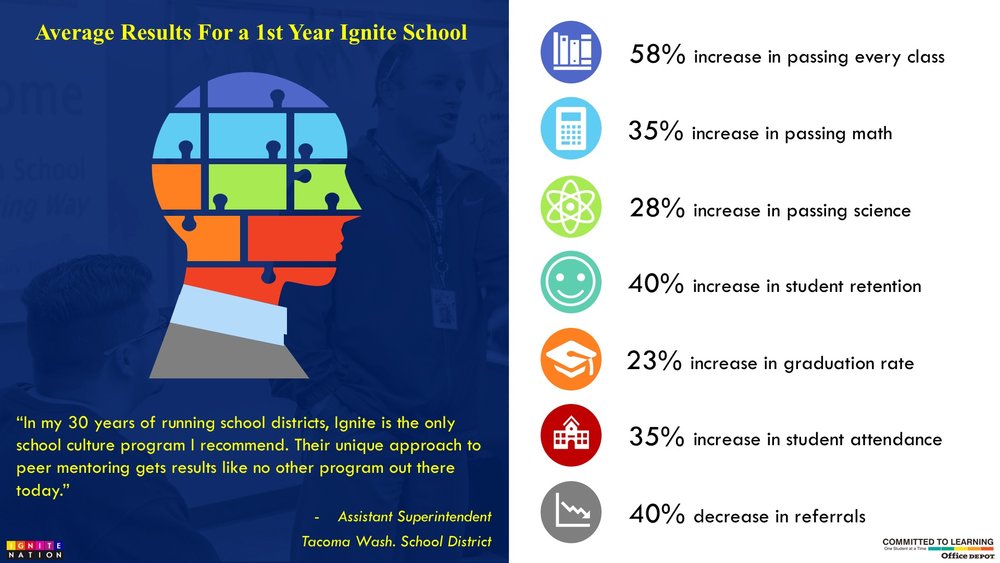 Average Results For a 1st Year Ignite School
ome
School
ing Way
“In my 30 years of running school districts, Ignite is the only
school culture program I recommend. Their unique approach to
peer mentoring gets results like no other program out there
today.”
- Assistant Superintendent
Tacoma Wash. School District
IGNITE
NATION
58% increase in passing every class
35% increase in passing math
28% increase in passing science
40% increase in student retention
23% increase in graduation rate
35% increase in student attendance
40% decrease in referrals
COMMITTED TO LEARNING
One Student at a Time
Office DEPOT